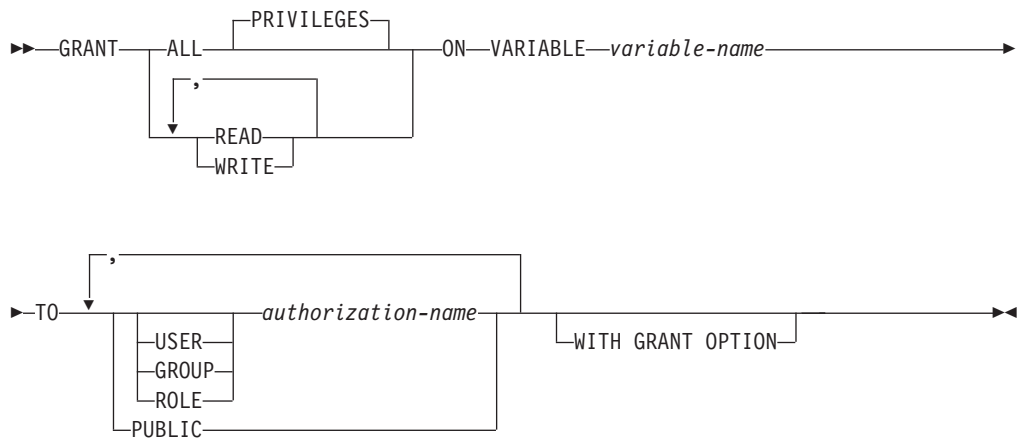 PRIVILEGES
GRANT ALL ON VARIABLE variable-name
,
READ
WRITE
,
TO authorization-name
USER WITH GRANT OPTION
GROUP
ROLE
PUBLIC